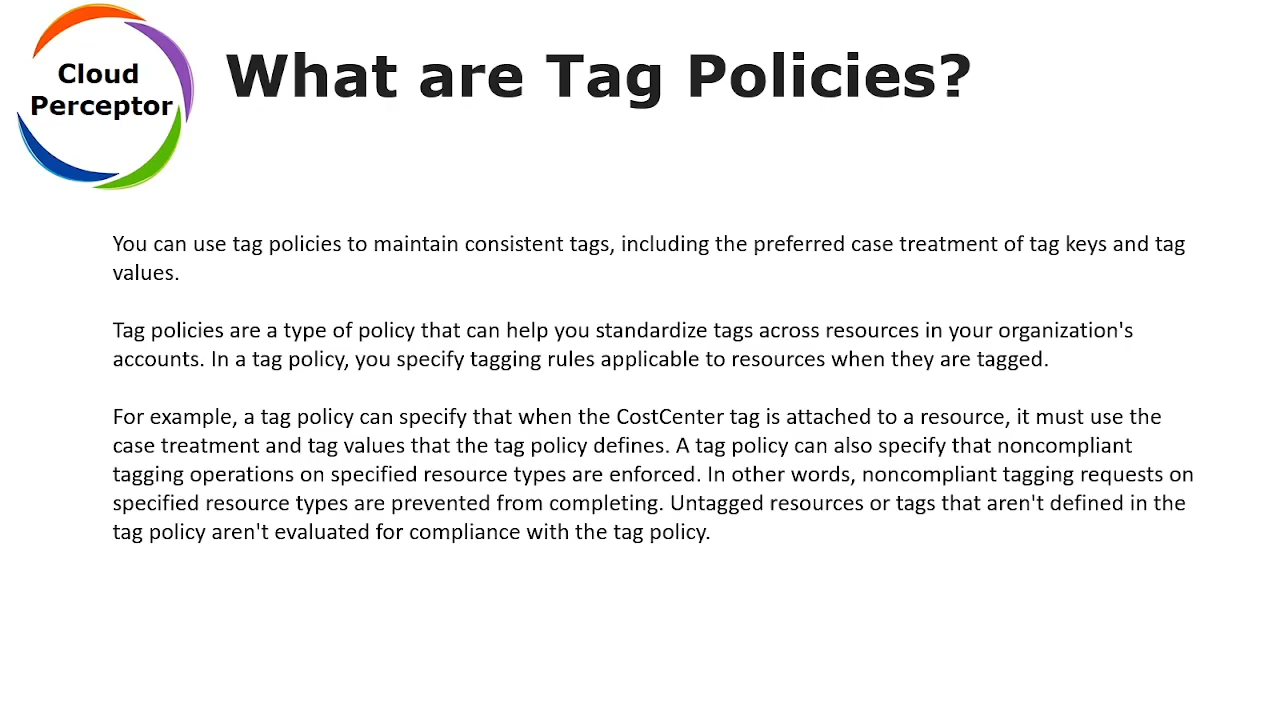 Cloud
Perceptor
What are Tag Policies?
You can use tag policies to maintain consistent tags, including the preferred case treatment of tag keys and tag
values.
Tag policies are a type of policy that can help you standardize tags across resources in your organization's
accounts. In a tag policy, you specify tagging rules applicable to resources when they are tagged.
For example, a tag policy can specify that when the CostCenter tag is attached to a resource, it must use the
case treatment and tag values that the tag policy defines. A tag policy can also specify that noncompliant
tagging operations on specified resource types are enforced. In other words, noncompliant tagging requests on
specified resource types are prevented from completing. Untagged resources or tags that aren't defined in the
tag policy aren't evaluated for compliance with the tag policy.